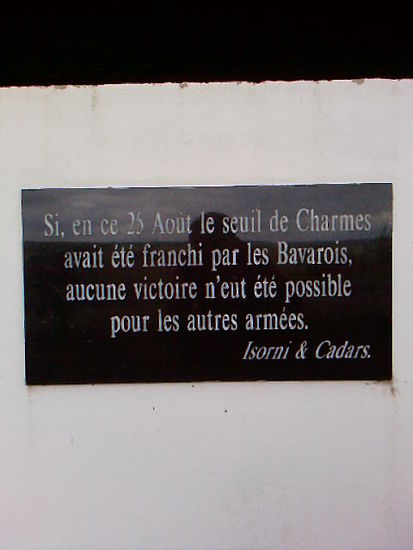 Si, en ce 25 Août le seuil de Charmes
avait été franchi par les Bavarois,
aucune victoire n'eut été possible
pour les autres armées.
Isorni & Cadars.